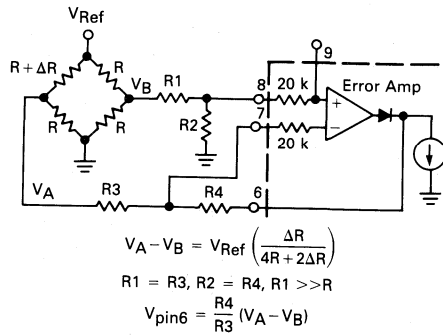 VRef
9
R + ΔR
R
VB
R1
8
20 k
Error Amp
+
7
R
R
R2
−
20 k
VA
R3
R4
6
VA − VB = VRef (ΔR / 4R + 2ΔR)
R1 = R3, R2 = R4, R1 >>R
Vpin6 = R4 / R3 (VA − VB)